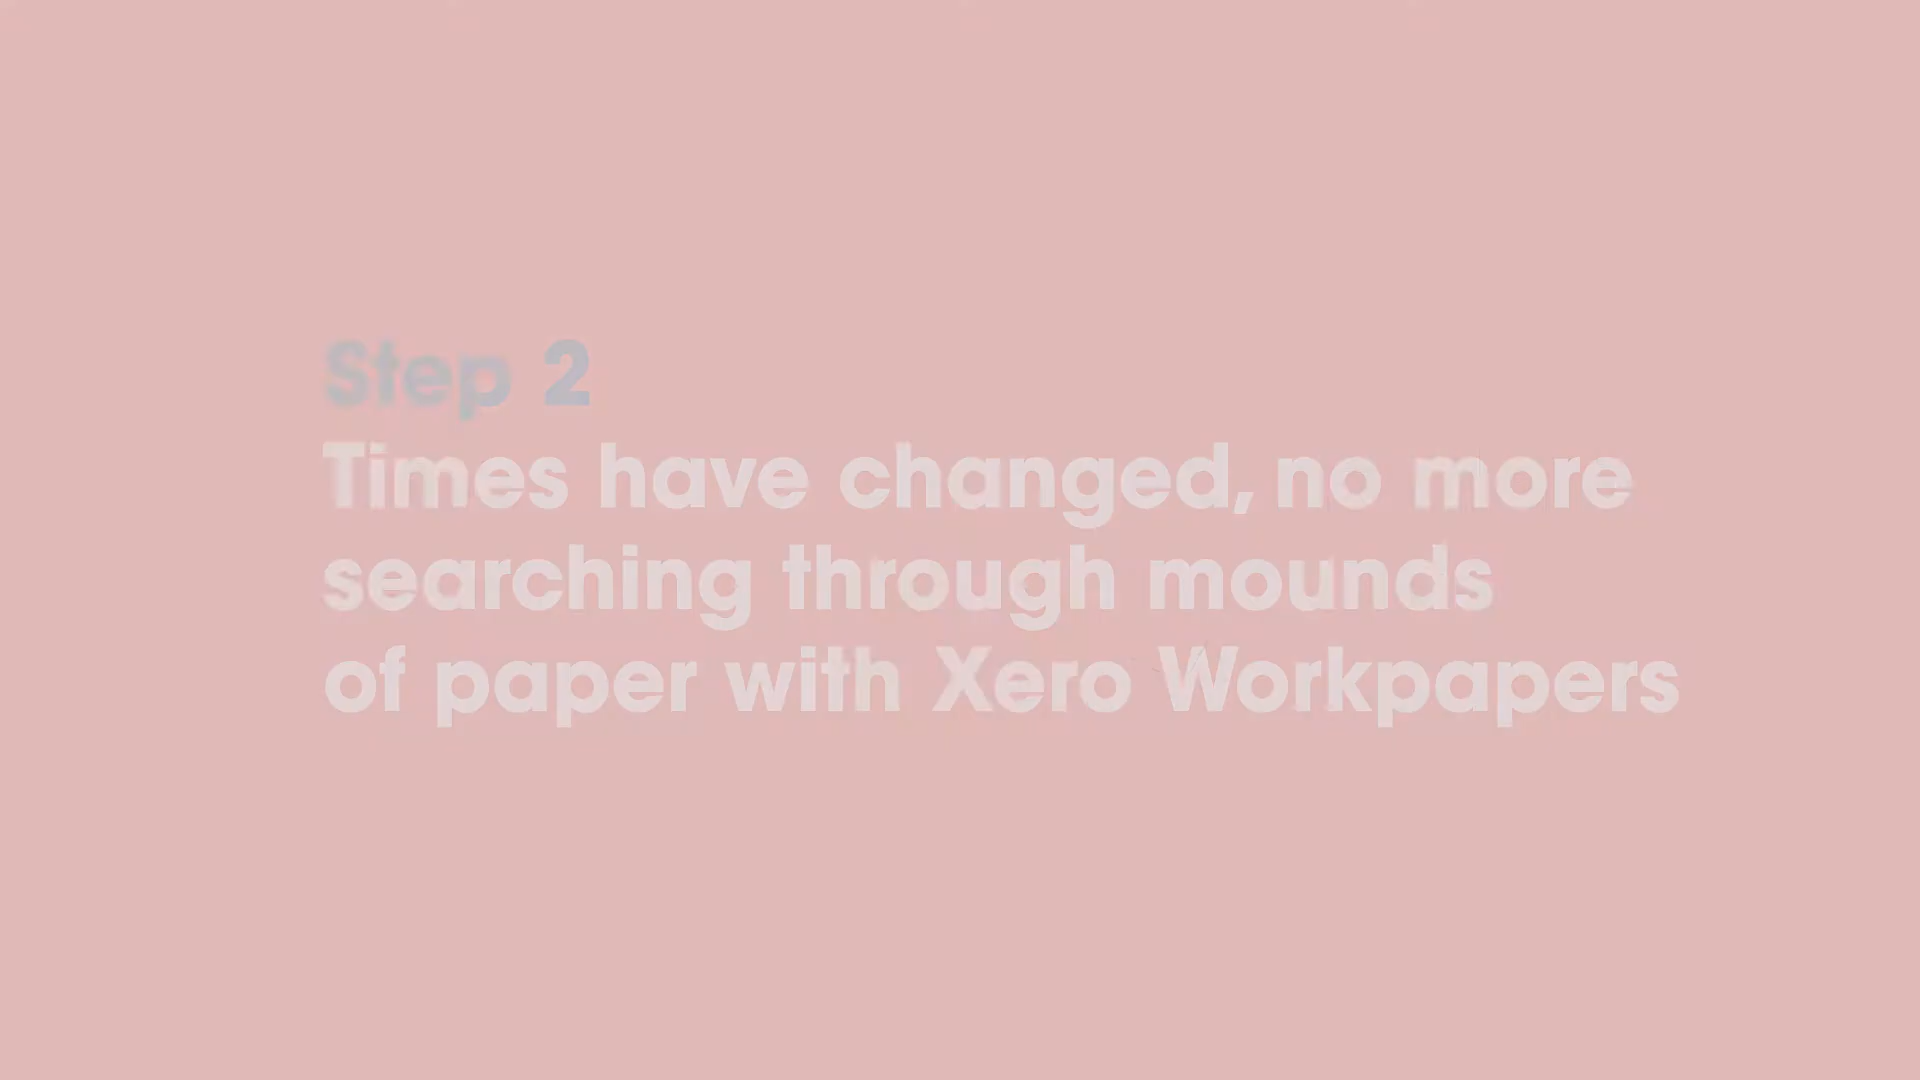 Step 2
Times have changed, no more
searching through mounds
of paper with Xero Workpapers